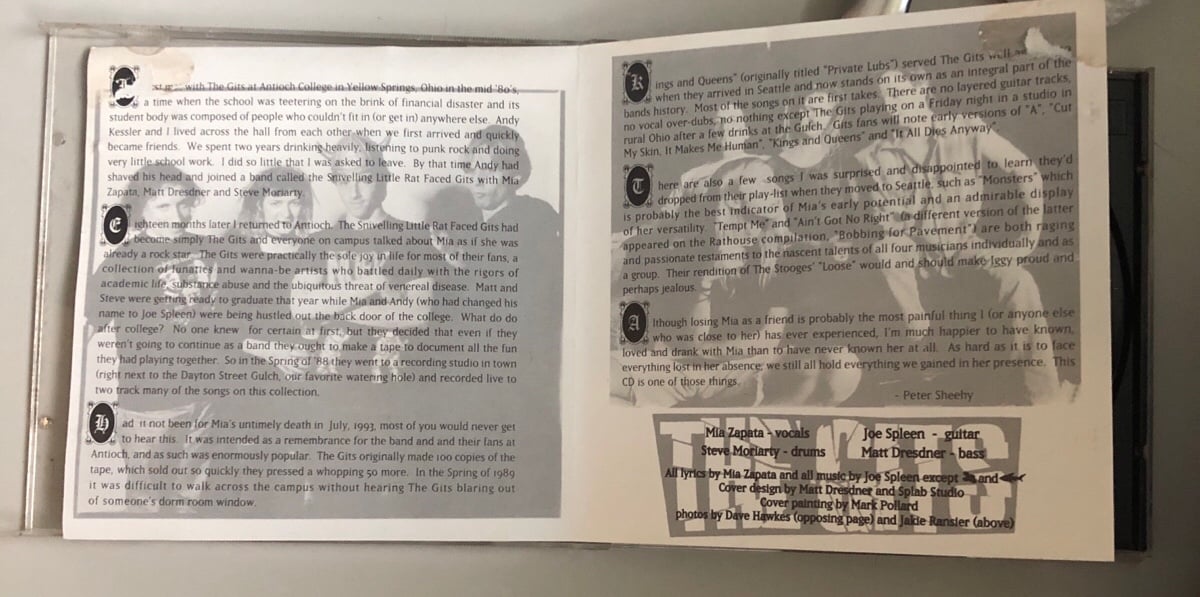 with The Gits at Antioch College in Yellow Springs, Ohio in the mid '80's,
a time when the school was teetering on the brink of financial disaster and its
student body was composed of people who couldn't fit in (or get in) anywhere else. Andy
Kessler and I lived across the hall from each other when we first arrived and quickly
became friends. We spent two years drinking heavily, listening to punk rock and doing
very little school work. I did so little that I was asked to leave. By that time Andy had
shaved his head and joined a band called the Snivelling Little Rat Faced Gits with Mia
Zapata, Matt Dresdner and Steve Moriarty.
Eighteen months later I returned to Antioch. The Snivelling Little Rat Faced Gits had
become simply The Gits and everyone on campus talked about Mia as if she was
already a rock star. The Gits were practically the sole joy in life for most of their fans, a
collection of lunatics and wanna-be artists who battled daily with the rigors of
academic life, substance abuse and the ubiquitous threat of venereal disease. Matt and
Steve were getting ready to graduate that year while Mia and Andy (who had changed his
name to Joe Spleen) were being hustled out the back door of the college. What do do
after college? No one knew for certain at first, but they decided that even if they
weren't going to continue as a band they ought to make a tape to document all the fun
they had playing together. So in the Spring of '88 they went to a recording studio in town
(right next to the Dayton Street Gulch, our favorite watering hole) and recorded live to
two track many of the songs on this collection.
Had it not been for Mia's untimely death in July, 1993, most of you would never get
to hear this. It was intended as a remembrance for the band and and their fans at
Antioch, and as such was enormously popular. The Gits originally made 100 copies of the
tape, which sold out so quickly they pressed a whopping 50 more. In the Spring of 1989
it was difficult to walk across the campus without hearing The Gits blaring out
of someone's dorm room window.
Kings and Queens" (originally titled "Private Lubs") served The Gits well
when they arrived in Seattle and now stands on its own as an integral part of the
bands history. Most of the songs on it are first takes. There are no layered guitar tracks,
no vocal over-dubs, no nothing except The Gits playing on a Friday night in a studio in
rural Ohio after a few drinks at the Gulch. Gits fans will note early versions of "A", "Cut
My Skin, It Makes Me Human", "Kings and Queens" and "It All Dies Anyway".
There are also a few songs I was surprised and disappointed to learn they'd
dropped from their play-list when they moved to Seattle, such as "Monsters" which
is probably the best indicator of Mia's early potential and an admirable display
of her versatility. "Tempt Me" and "Ain't Got No Right" (a different version of the latter
appeared on the Rathouse compilation, "Bobbing for Pavement") are both raging
and passionate testaments to the nascent talents of all four musicians individually and as
a group. Their rendition of The Stooges' "Loose" would and should make Iggy proud and
perhaps jealous.
Although losing Mia as a friend is probably the most painful thing I (or anyone else
who was close to her) has ever experienced, I'm much happier to have known,
loved and drank with Mia than to have never known her at all. As hard as it is to face
everything lost in her absence, we still all hold everything we gained in her presence. This
CD is one of those things.
- Peter Sheehy
THE GITS
Mia Zapata - vocals Joe Spleen - guitar
Steve Moriarty - drums Matt Dresdner - bass
All lyrics by Mia Zapata and all music by Joe Spleen except and
Cover design by Matt Dresdner and Splab Studio
Cover painting by Mark Pollard
photos by Dave Hawkes (opposing page) and Jakie Ransier (above)